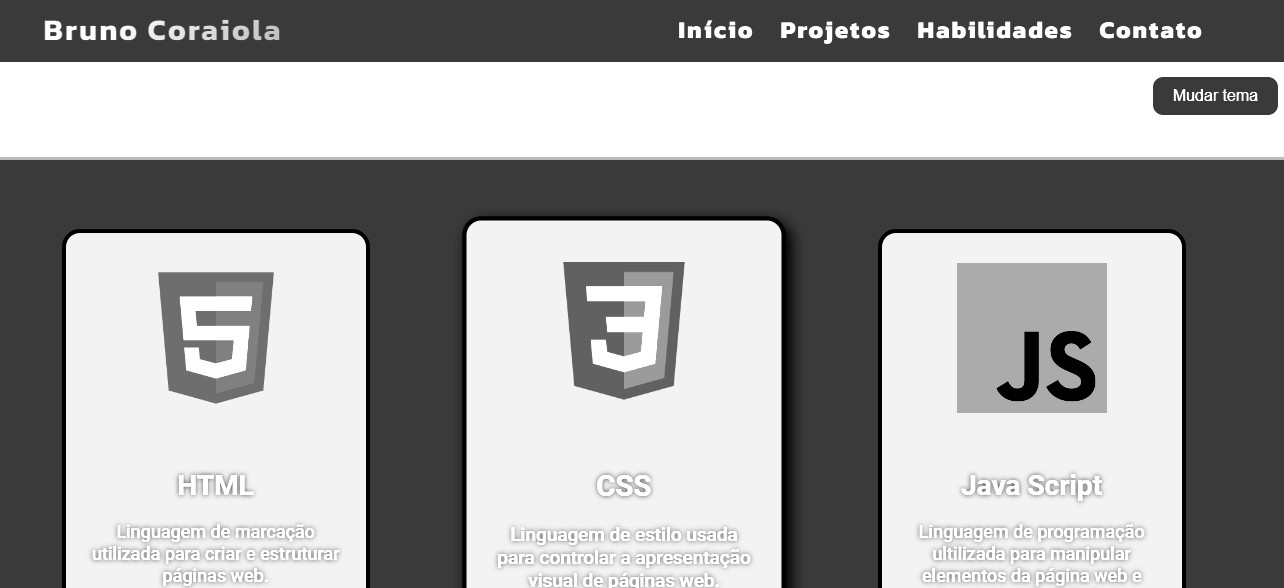 Bruno Coraiola
Início Projetos Habilidades Contato
Mudar tema
5
3
JS
HTML
Linguagem de marcação
utilizada para criar e estruturar
páginas web.
CSS
Linguagem de estilo usada
para controlar a apresentação
visual de páginas web.
Java Script
Linguagem de programação
ultilizada para manipular
elementos da página web e